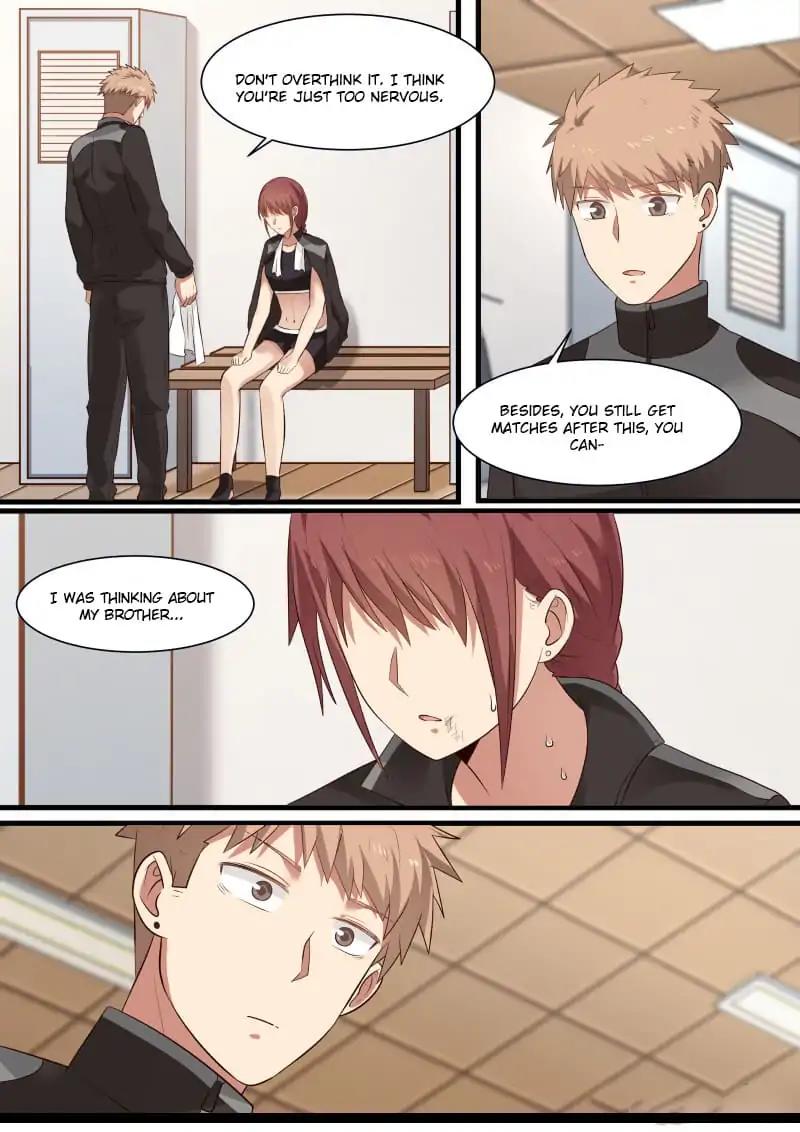 DON'T OVERTHINK IT. I THINK
YOU'RE JUST TOO NERVOUS.
BESIDES, YOU STILL GET
MATCHES AFTER THIS, YOU
CAN-
I WAS THINKING ABOUT
MY BROTHER...